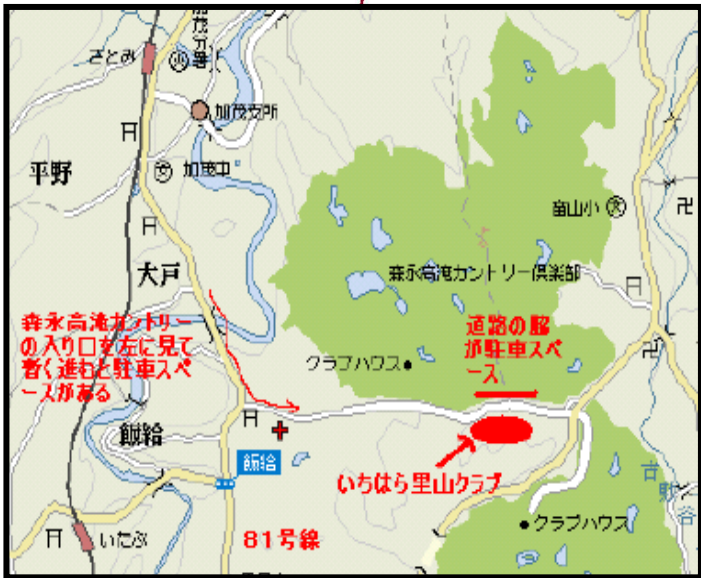 さとみ
加茂支所
平野
加茂中
富山小
大戸
森永高滝カントリー倶楽部
森永高滝カントリー
の入り口を左に見て
暫く進むと駐車スペ
ースがある
道路の脇
が駐車スペ
ース
クラブハウス
飯給
飯給
いちはら里山クラブ
81号線
いたぶ
クラブハウス